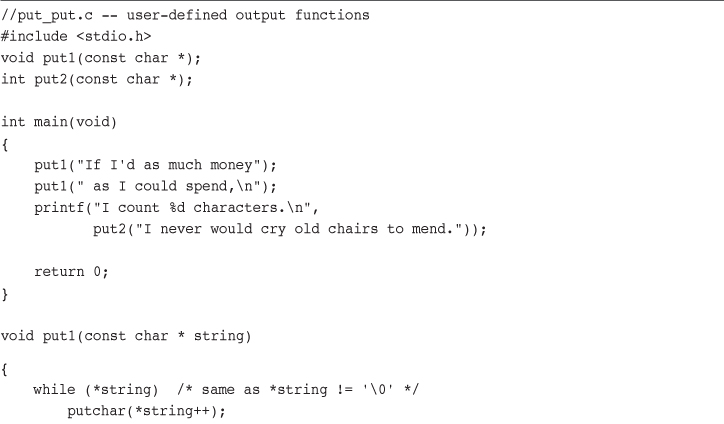 //put_put.c -- user-defined output functions
#include <stdio.h>
void put1(const char *);
int put2(const char *);

int main(void)
{
    put1("If I'd as much money");
    put1(" as I could spend,\n");
    printf("I count %d characters.\n",
           put2("I never would cry old chairs to mend."));

    return 0;
}

void put1(const char * string)

{
    while (*string)  /* same as *string != '\0' */
        putchar(*string++);